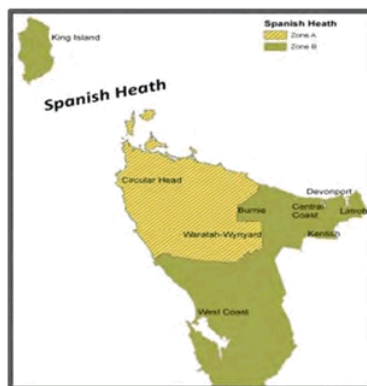 Spanish Heath
Zone A
Zone B
King Island
Spanish Heath
Circular Head
Devonport
Burnie
Central
Coast
Latrobe
Kentish
Waratah-Wynyard
West Coast